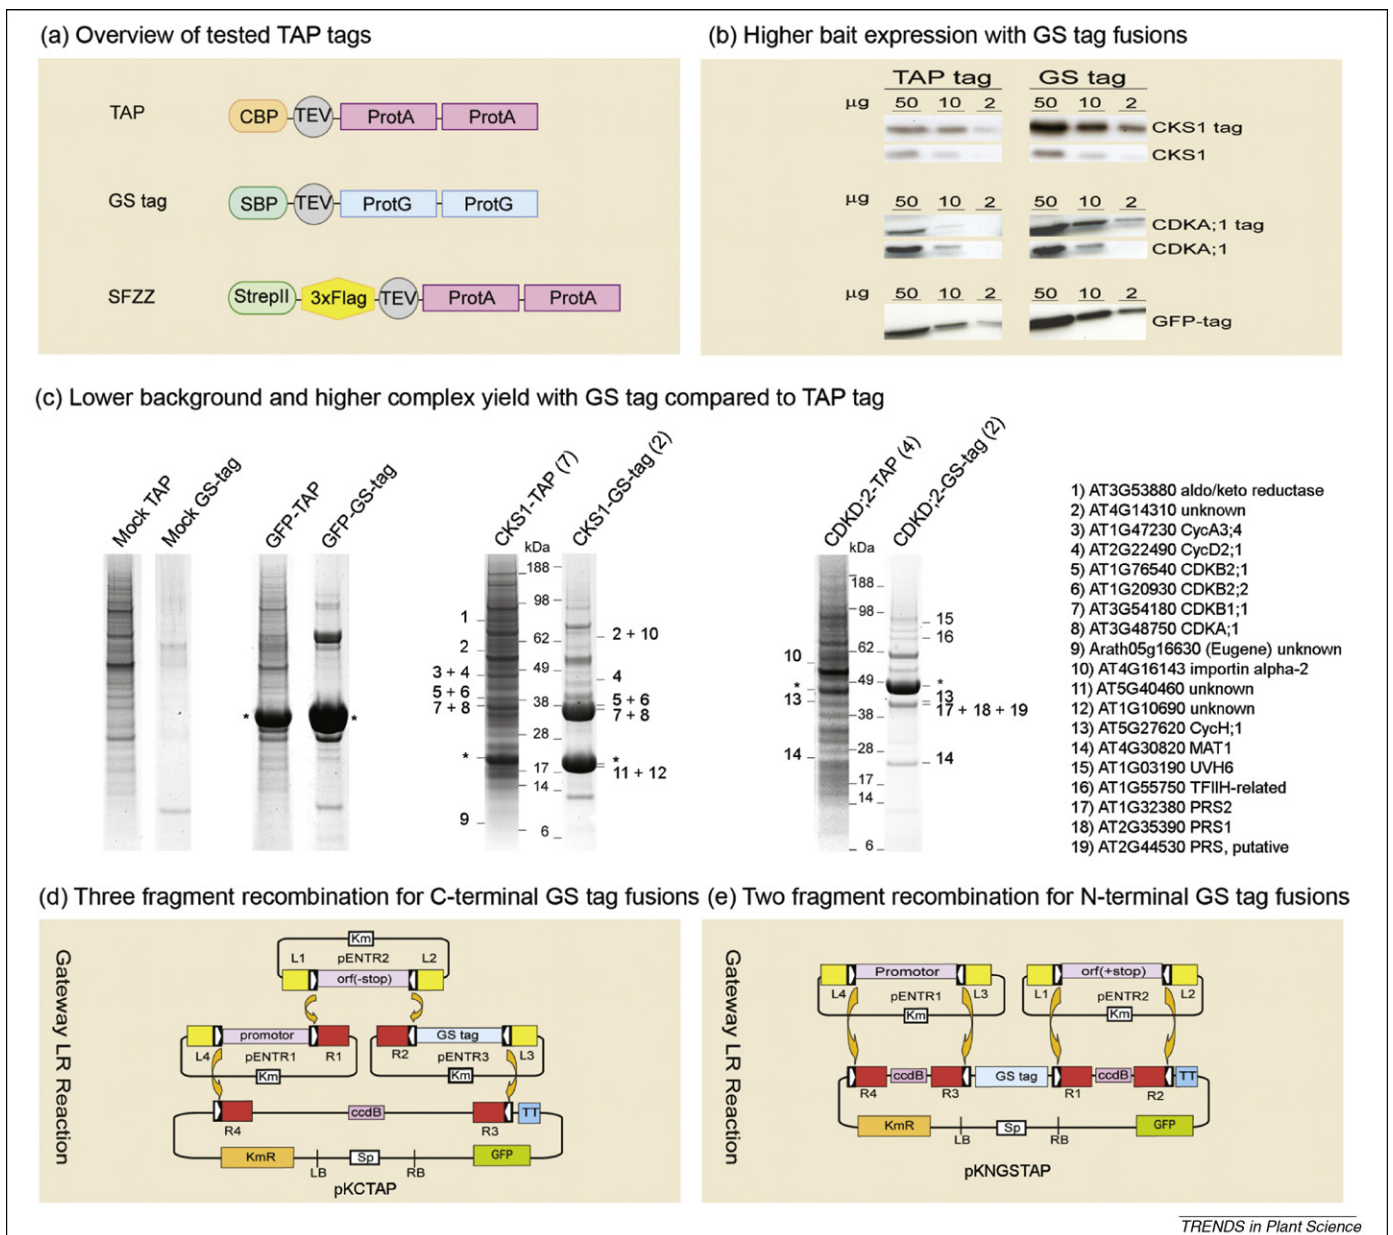 (a) Overview of tested TAP tags
TAP
CBP TEV ProtA ProtA
GS tag
SBP TEV ProtG ProtG
SFZZ
StrepII 3xFlag TEV ProtA ProtA
(b) Higher bait expression with GS tag fusions
TAP tag GS tag
µg 50 10 2 50 10 2
CKS1 tag
CKS1
µg 50 10 2 50 10 2
CDKA;1 tag
CDKA;1
µg 50 10 2 50 10 2
GFP-tag
(c) Lower background and higher complex yield with GS tag compared to TAP tag
Mock TAP
Mock GS-tag
GFP-TAP
GFP-GS-tag
* *
CKS1-TAP (7)
CKS1-GS-tag (2)
kDa
188
98
62
49
38
28
17
14
6
1
2
3 + 4
5 + 6
7 + 8
*
9
2 + 10
4
5 + 6
7 + 8
*
11 + 12
CDKD;2-TAP (4)
CDKD;2-GS-tag (2)
kDa
188
98
62
49
38
28
17
14
6
10
*
13
14
15
16
*
13
17 + 18 + 19
14
1) AT3G53880 aldo/keto reductase
2) AT4G14310 unknown
3) AT1G47230 CycA3;4
4) AT2G22490 CycD2;1
5) AT1G76540 CDKB2;1
6) AT1G20930 CDKB2;2
7) AT3G54180 CDKB1;1
8) AT3G48750 CDKA;1
9) Arath05g16630 (Eugene) unknown
10) AT4G16143 importin alpha-2
11) AT5G40460 unknown
12) AT1G10690 unknown
13) AT5G27620 CycH;1
14) AT4G30820 MAT1
15) AT1G03190 UVH6
16) AT1G55750 TFIIH-related
17) AT1G32380 PRS2
18) AT2G35390 PRS1
19) AT2G44530 PRS, putative
(d) Three fragment recombination for C-terminal GS tag fusions
Gateway LR Reaction
Km
L1 pENTR2 L2
orf(-stop)
promotor
L4 pENTR1 R1
Km
GS tag
R2 pENTR3 L3
Km
ccdB TT
R4 R3
KmR Sp GFP
LB RB
pKCTAP
(e) Two fragment recombination for N-terminal GS tag fusions
Gateway LR Reaction
Promotor
L4 pENTR1 L3
Km
orf(+stop)
L1 pENTR2 L2
Km
ccdB GS tag ccdB TT
R4 R3 R1 R2
KmR Sp GFP
LB RB
pKNGSTAP
TRENDS in Plant Science